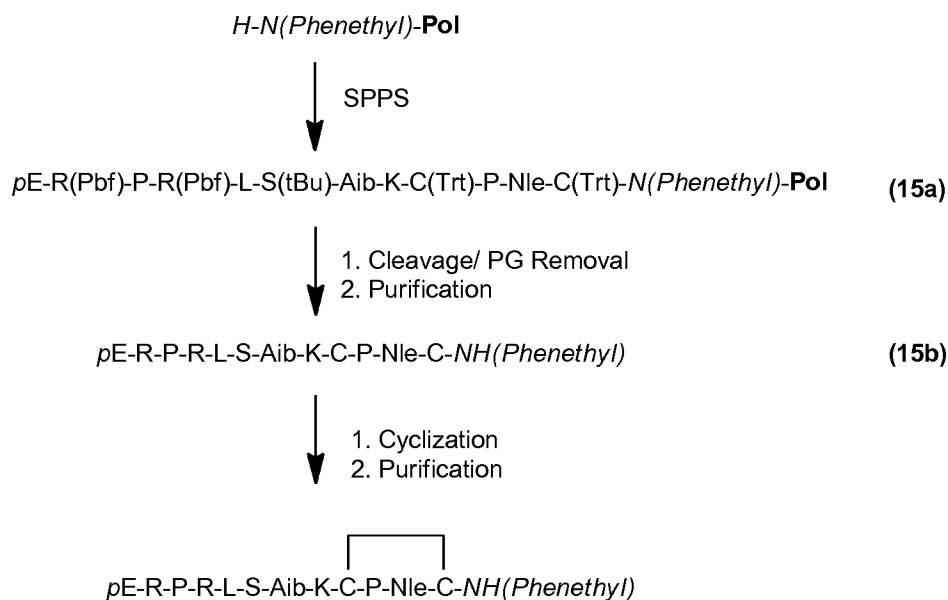 H-N(Phenethyl)-Pol
SPPS
pE-R(Pbf)-P-R(Pbf)-L-S(tBu)-Aib-K-C(Trt)-P-Nle-C(Trt)-N(Phenethyl)-Pol (15a)
1. Cleavage/ PG Removal
2. Purification
pE-R-P-R-L-S-Aib-K-C-P-Nle-C-NH(Phenethyl) (15b)
1. Cyclization
2. Purification
pE-R-P-R-L-S-Aib-K-C-P-Nle-C-NH(Phenethyl)